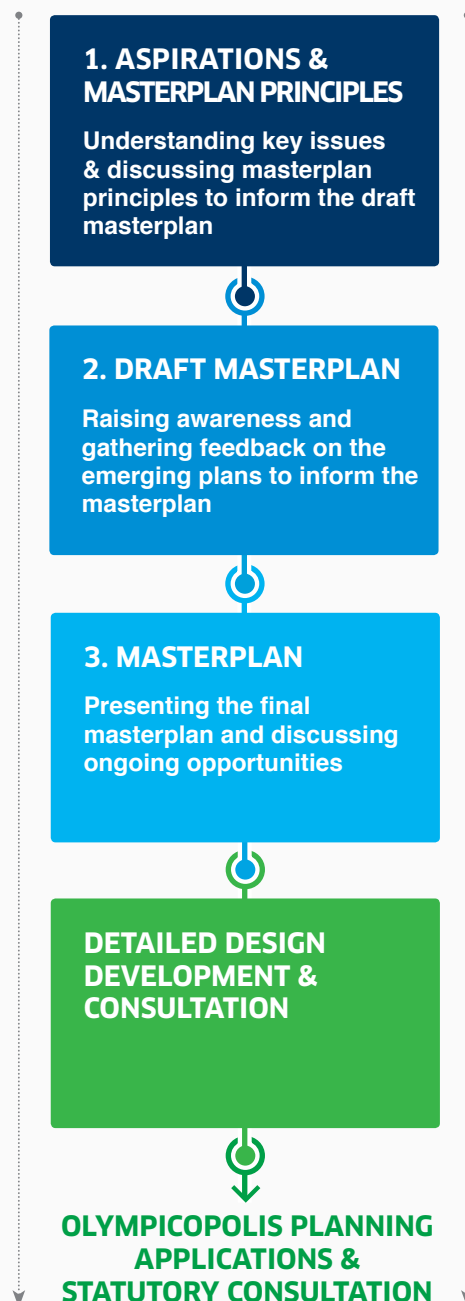 1. ASPIRATIONS &
MASTERPLAN PRINCIPLES
Understanding key issues
& discussing masterplan
principles to inform the draft
masterplan
2. DRAFT MASTERPLAN
Raising awareness and
gathering feedback on the
emerging plans to inform the
masterplan
3. MASTERPLAN
Presenting the final
masterplan and discussing
ongoing opportunities
DETAILED DESIGN
DEVELOPMENT &
CONSULTATION
OLYMPICOPOLIS PLANNING
APPLICATIONS &
STATUTORY CONSULTATION